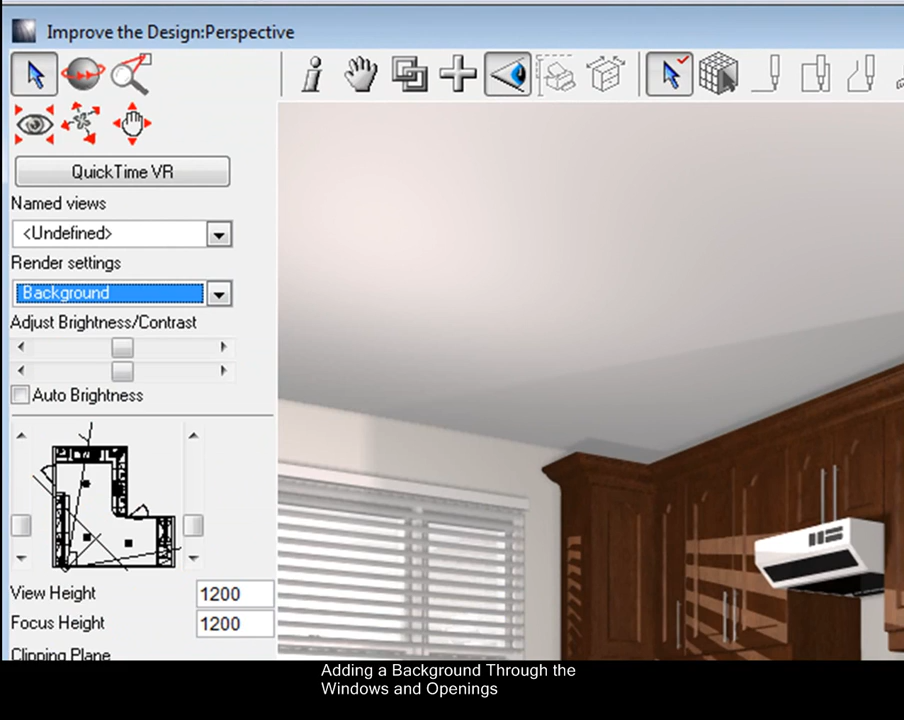 Improve the Design:Perspective
QuickTime VR
Named views
<Undefined>
Render settings
Background
Adjust Brightness/Contrast
Auto Brightness
View Height 1200
Focus Height 1200
Clipping Plane
Adding a Background Through the
Windows and Openings